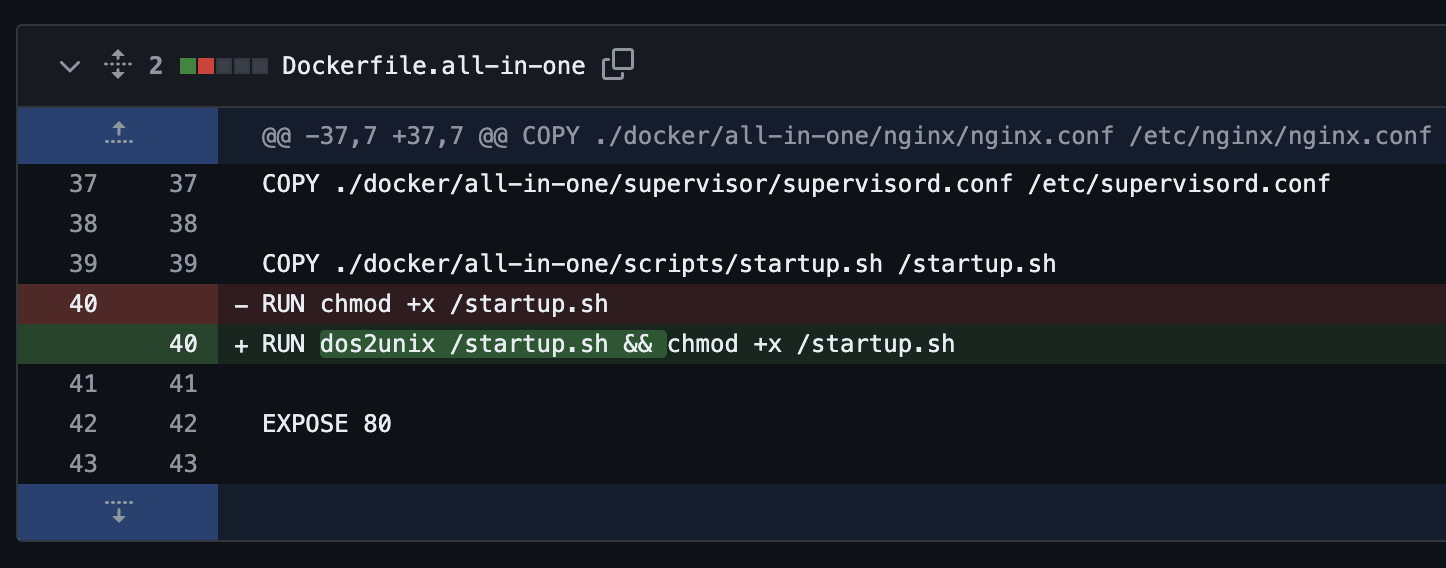 2 Dockerfile.all-in-one
@@ -37,7 +37,7 @@ COPY ./docker/all-in-one/nginx/nginx.conf /etc/nginx/nginx.conf
37 37 COPY ./docker/all-in-one/supervisor/supervisord.conf /etc/supervisord.conf
38 38
39 39 COPY ./docker/all-in-one/scripts/startup.sh /startup.sh
40 - RUN chmod +x /startup.sh
40 + RUN dos2unix /startup.sh && chmod +x /startup.sh
41 41
42 42 EXPOSE 80
43 43